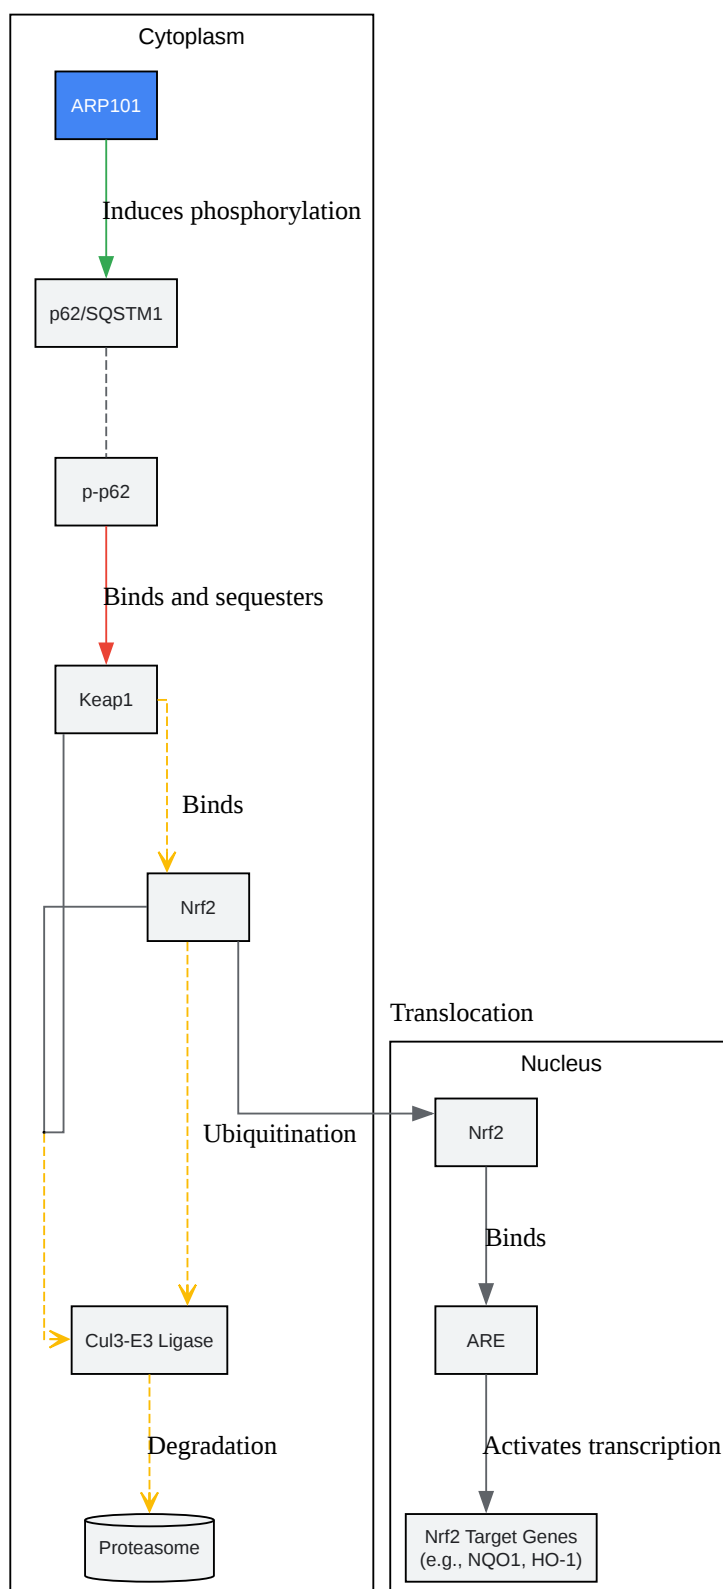 Cytoplasm
ARP101
Induces phosphorylation
p62/SQSTM1
p-p62
Binds and sequesters
Keap1
Binds
Nrf2
Translocation
Nucleus
Nrf2
Ubiquitination
Binds
Cul3-E3 Ligase
ARE
Degradation
Activates transcription
Proteasome
Nrf2 Target Genes
(e.g., NQO1, HO-1)